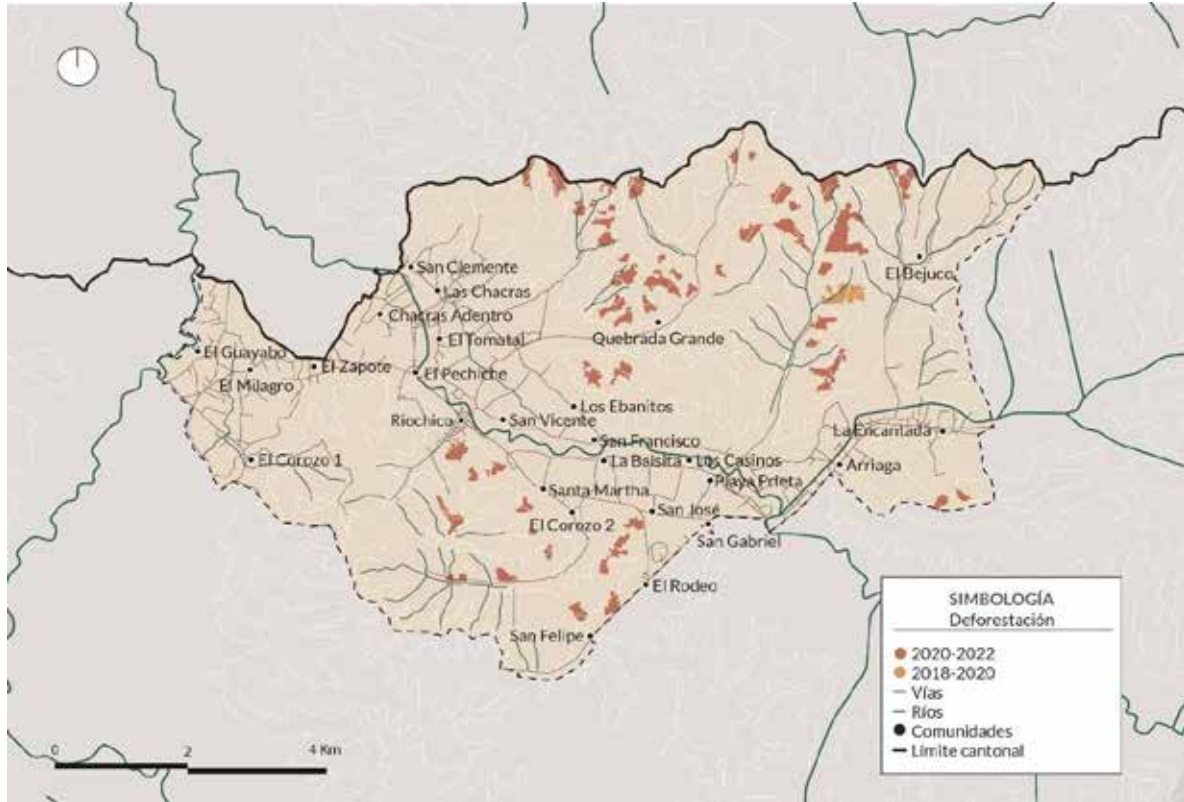 San Clemente
Las Chacras
Chacras Adentro
El Bejuco
El Tomatal
Quebrada Grande
El Guayabo
El Milagro
El Zapote
El Pechiche
Los Ebanitos
Riochico
San Vicente
San Francisco
La Encantada
El Corozo 1
La Balsita
Los Casinos
Arriaga
Playa Prieta
Santa Martha
El Corozo 2
San José
San Gabriel
El Rodeo
San Felipe
SIMBOLOGÍA
Deforestación
2020-2022
2018-2020
Vías
Ríos
Comunidades
Límite cantonal
0 2 4 Km